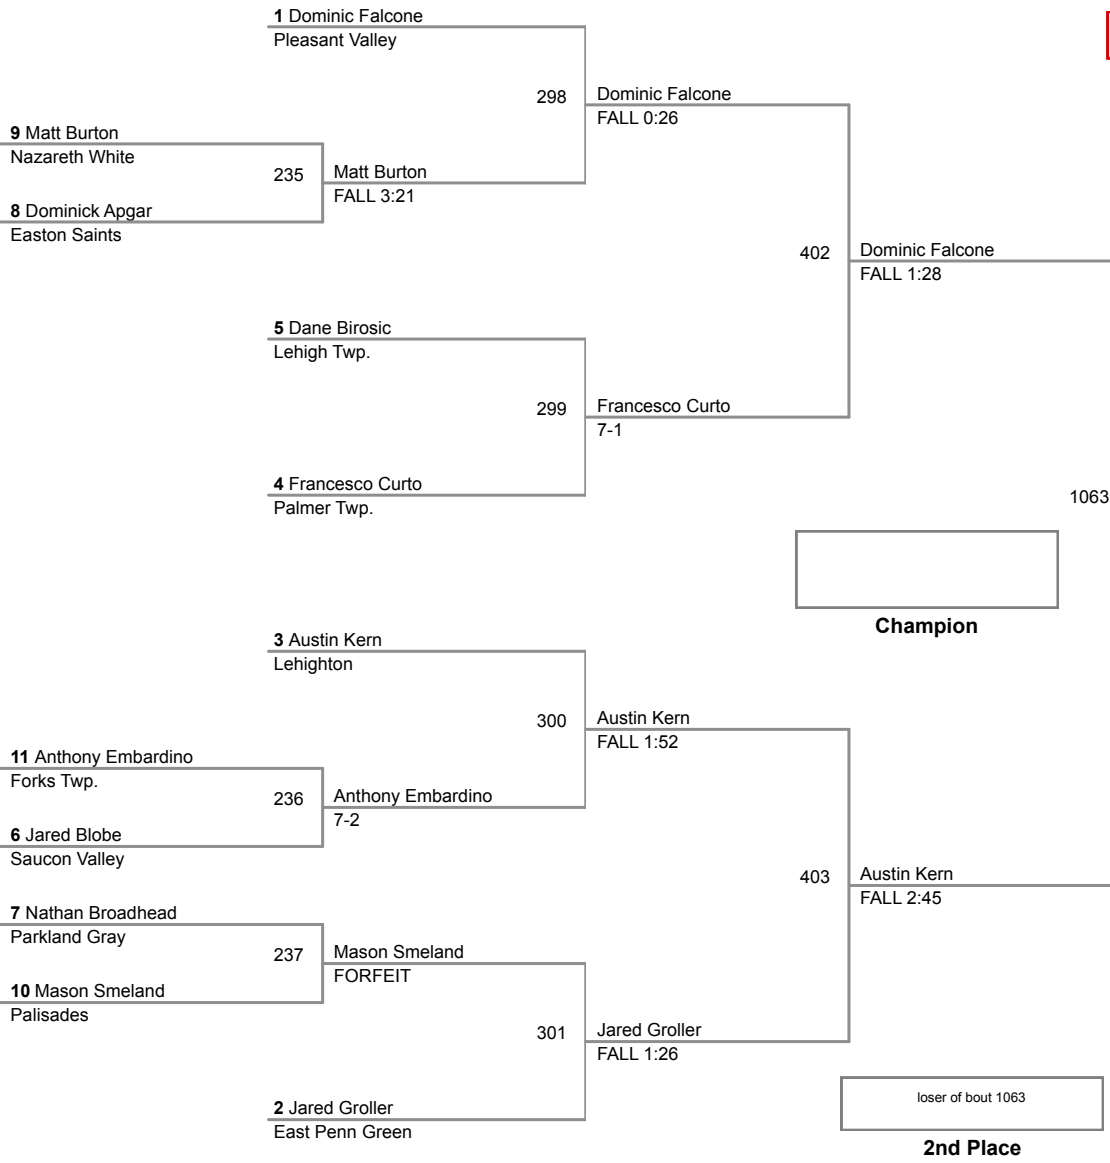 1 Dominic Falcone
Pleasant Valley
298
Dominic Falcone
FALL 0:26
9 Matt Burton
Nazareth White
235
Matt Burton
FALL 3:21
8 Dominick Apgar
Easton Saints
402
Dominic Falcone
FALL 1:28
5 Dane Birosic
Lehigh Twp.
299
Francesco Curto
7-1
4 Francesco Curto
Palmer Twp.
1063
Champion
3 Austin Kern
Lehighton
300
Austin Kern
FALL 1:52
11 Anthony Embardino
Forks Twp.
236
Anthony Embardino
7-2
6 Jared Blobe
Saucon Valley
403
Austin Kern
FALL 2:45
7 Nathan Broadhead
Parkland Gray
237
Mason Smeland
FORFEIT
10 Mason Smeland
Palisades
301
Jared Groller
FALL 1:26
2 Jared Groller
East Penn Green
loser of bout 1063
2nd Place